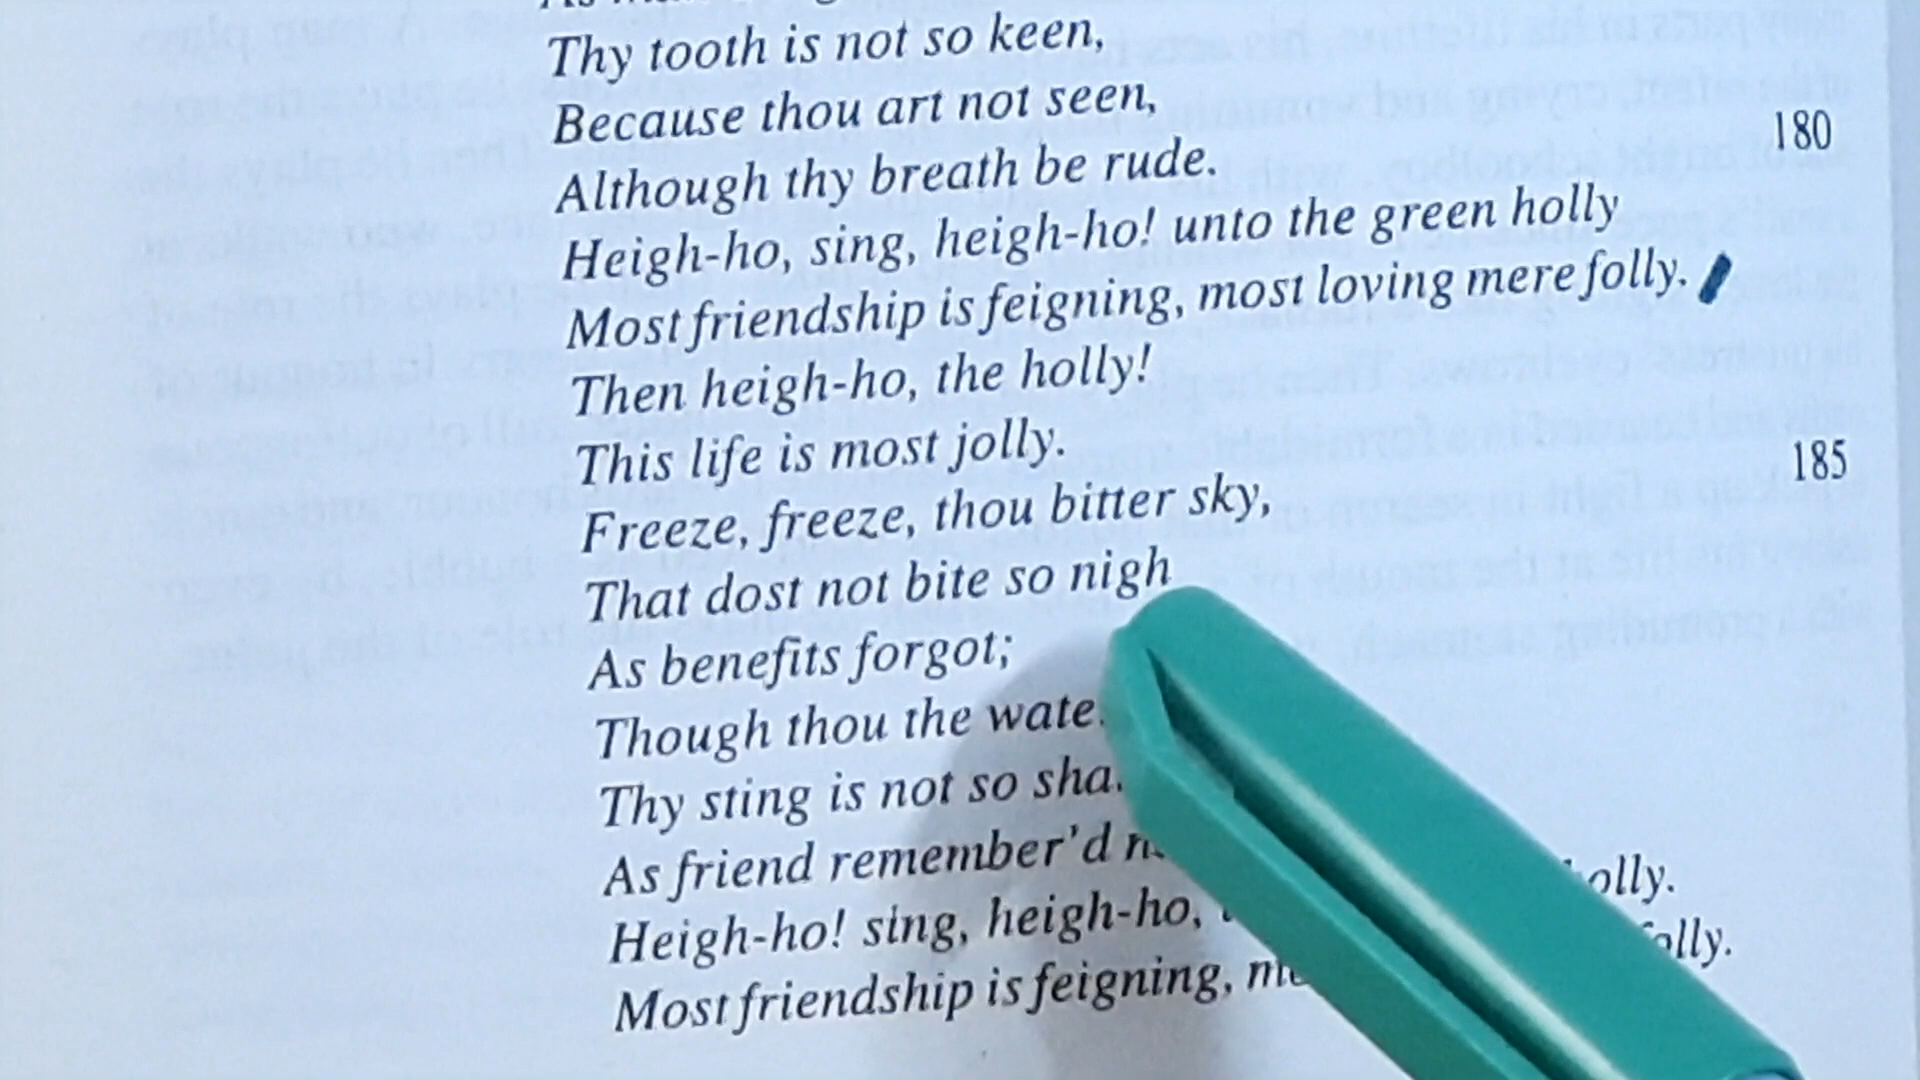 Thy tooth is not so keen,
Because thou art not seen,
Although thy breath be rude. 180
Heigh-ho, sing, heigh-ho! unto the green holly
Most friendship is feigning, most loving mere folly.
Then heigh-ho, the holly!
This life is most jolly.
Freeze, freeze, thou bitter sky, 185
That dost not bite so nigh
As benefits forgot;
Though thou the
Thy sting is not so
As friend remember'd
Heigh-ho! sing, heigh-ho,
Most friendship is feigning,